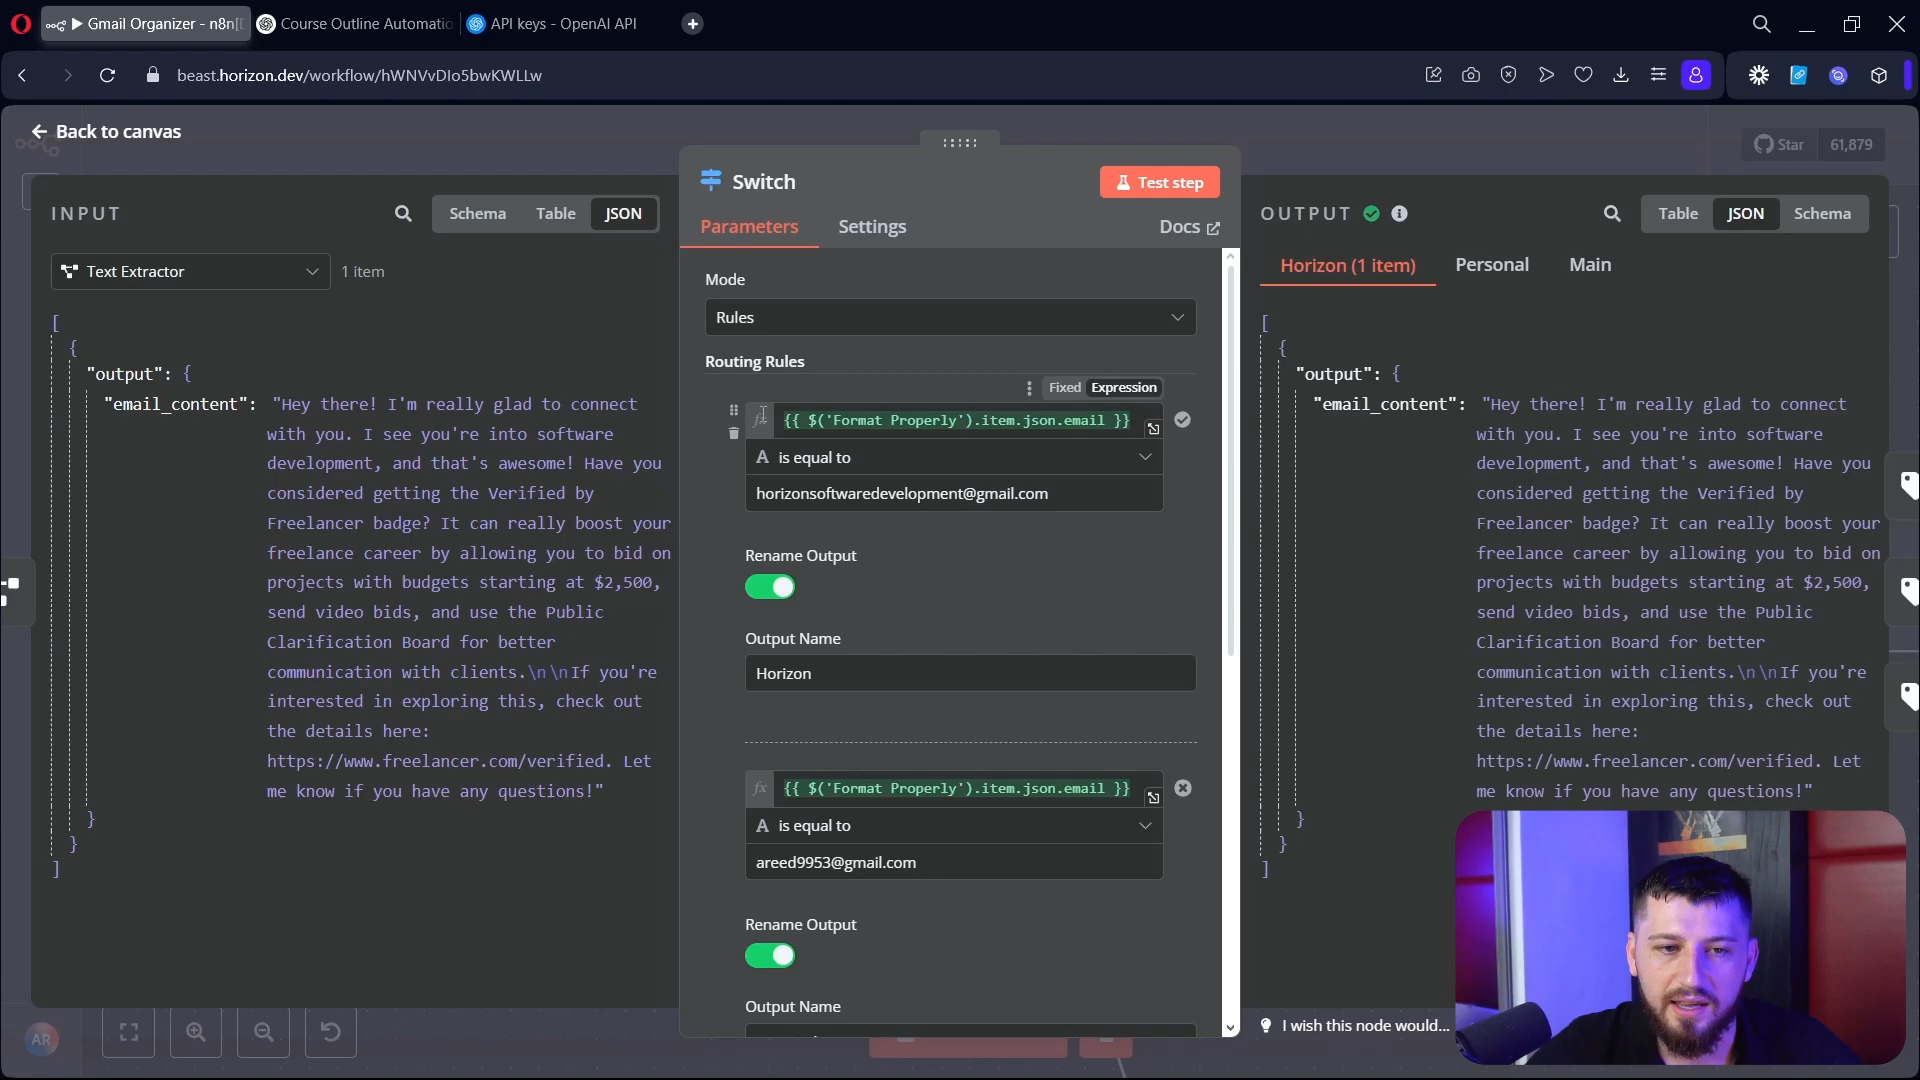 Gmail Organizer - n8n[
Course Outline Automatio
API keys - OpenAI API
beast.horizon.dev/workflow/hWNVvDIo5bwKWLLw
Back to canvas
Star 61,879
Switch
Test step
INPUT
Schema Table JSON
Parameters Settings Docs
OUTPUT
Table JSON Schema
Text Extractor 1 item
Horizon (1 item) Personal Main
[
{
"output": {
"email_content": "Hey there! I'm really glad to connect
with you. I see you're into software
development, and that's awesome! Have you
considered getting the Verified by
Freelancer badge? It can really boost your
freelance career by allowing you to bid on
projects with budgets starting at $2,500,
send video bids, and use the Public
Clarification Board for better
communication with clients.\n\nIf you're
interested in exploring this, check out
the details here:
https://www.freelancer.com/verified. Let
me know if you have any questions!"
}
}
]
Mode
Rules
Routing Rules
Fixed Expression
fx {{ $('Format Properly').item.json.email }}
A is equal to
horizonsoftwaredevelopment@gmail.com
Rename Output
Output Name
Horizon
fx {{ $('Format Properly').item.json.email }}
A is equal to
areed9953@gmail.com
Rename Output
Output Name
[
{
"output": {
"email_content": "Hey there! I'm really glad to connect
with you. I see you're into software
development, and that's awesome! Have you
considered getting the Verified by
Freelancer badge? It can really boost your
freelance career by allowing you to bid on
projects with budgets starting at $2,500,
send video bids, and use the Public
Clarification Board for better
communication with clients.\n\nIf you're
interested in exploring this, check out
the details here:
https://www.freelancer.com/verified. Let
me know if you have any questions!"
}
}
]
I wish this node would...
AR